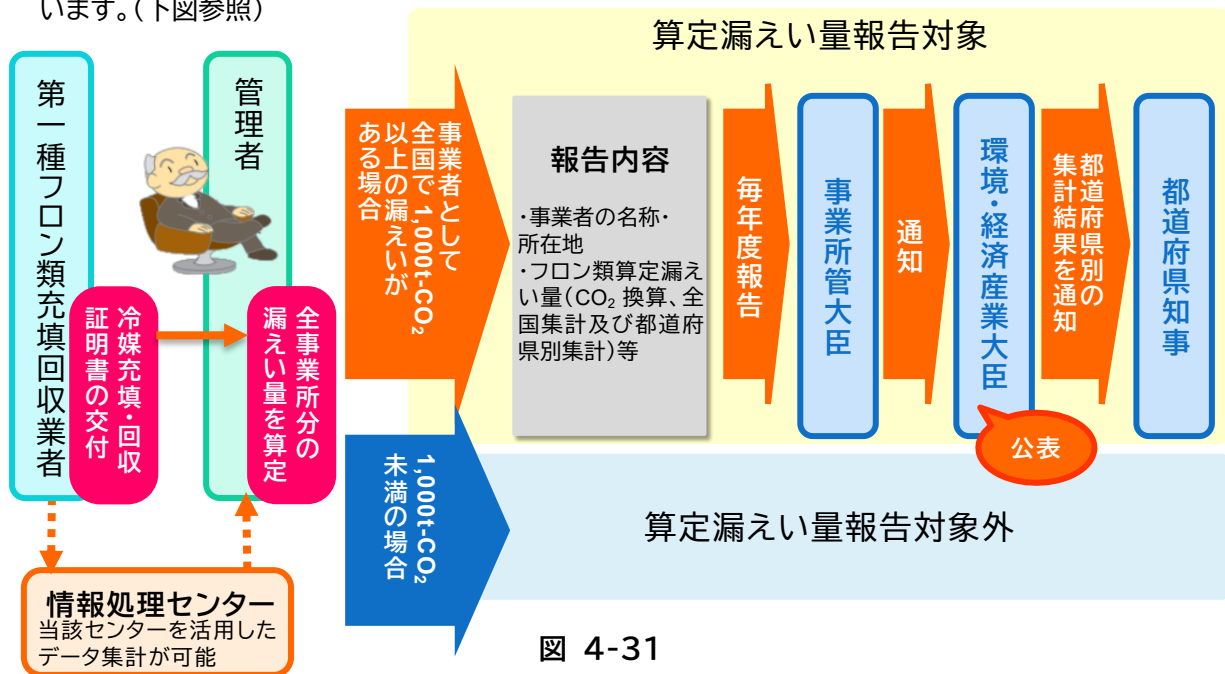 います。(下図参照)
算定漏えい量報告対象
第一種フロン類充填回収業者
冷媒充填・回収
証明書の交付
管理者
全事業所分の
漏えい量を算定
事業者として
全国で1,000t-CO₂
以上の漏えいが
ある場合
報告内容
・事業者の名称・
所在地
・フロン類算定漏え
い量(CO₂ 換算、全
国集計及び都道府
県別集計)等
毎年度報告
事業所管大臣
通知
環境・経済産業大臣
公表
都道府県別の
集計結果を通知
都道府県知事
1,000t-CO₂
未満の場合
算定漏えい量報告対象外
情報処理センター
当該センターを活用した
データ集計が可能
図 4-31